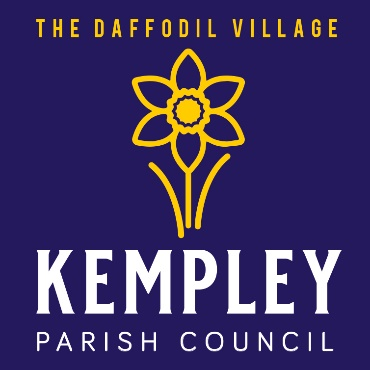 THE DAFFODIL VILLAGE
KEMPLEY
PARISH COUNCIL